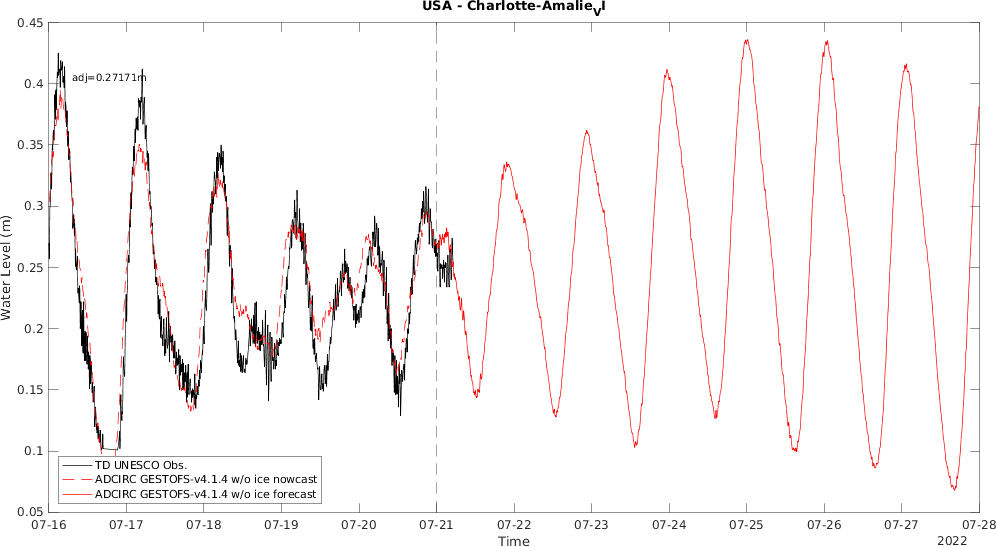 USA - Charlotte-AmalieVI
adj=0.27171m
Water Level (m)
0.45
0.4
0.35
0.3
0.25
0.2
0.15
0.1
0.05
TD UNESCO Obs.
ADCIRC GESTOFS-v4.1.4 w/o ice nowcast
ADCIRC GESTOFS-v4.1.4 w/o ice forecast
07-16 07-17 07-18 07-19 07-20 07-21 07-22 07-23 07-24 07-25 07-26 07-27 07-28
Time
2022